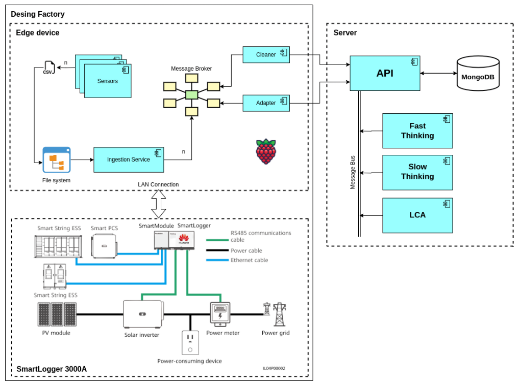 Desing Factory
Edge device
Server
Message Broker
Cleaner
Sensors
n
CSV
API
MongoDB
Adapter
Fast
Thinking
Ingestion Service
n
File system
Message Bus
Slow
Thinking
LAN Connection
LCA
Smart String ESS
Smart PCS
SmartModule
SmartLogger
RS485 communications
cable
Power cable
Ethernet cable
HUAWEI
Smart String ESS
PV module
Solar inverter
Power meter
Power grid
Power-consuming device
SmartLogger 3000A